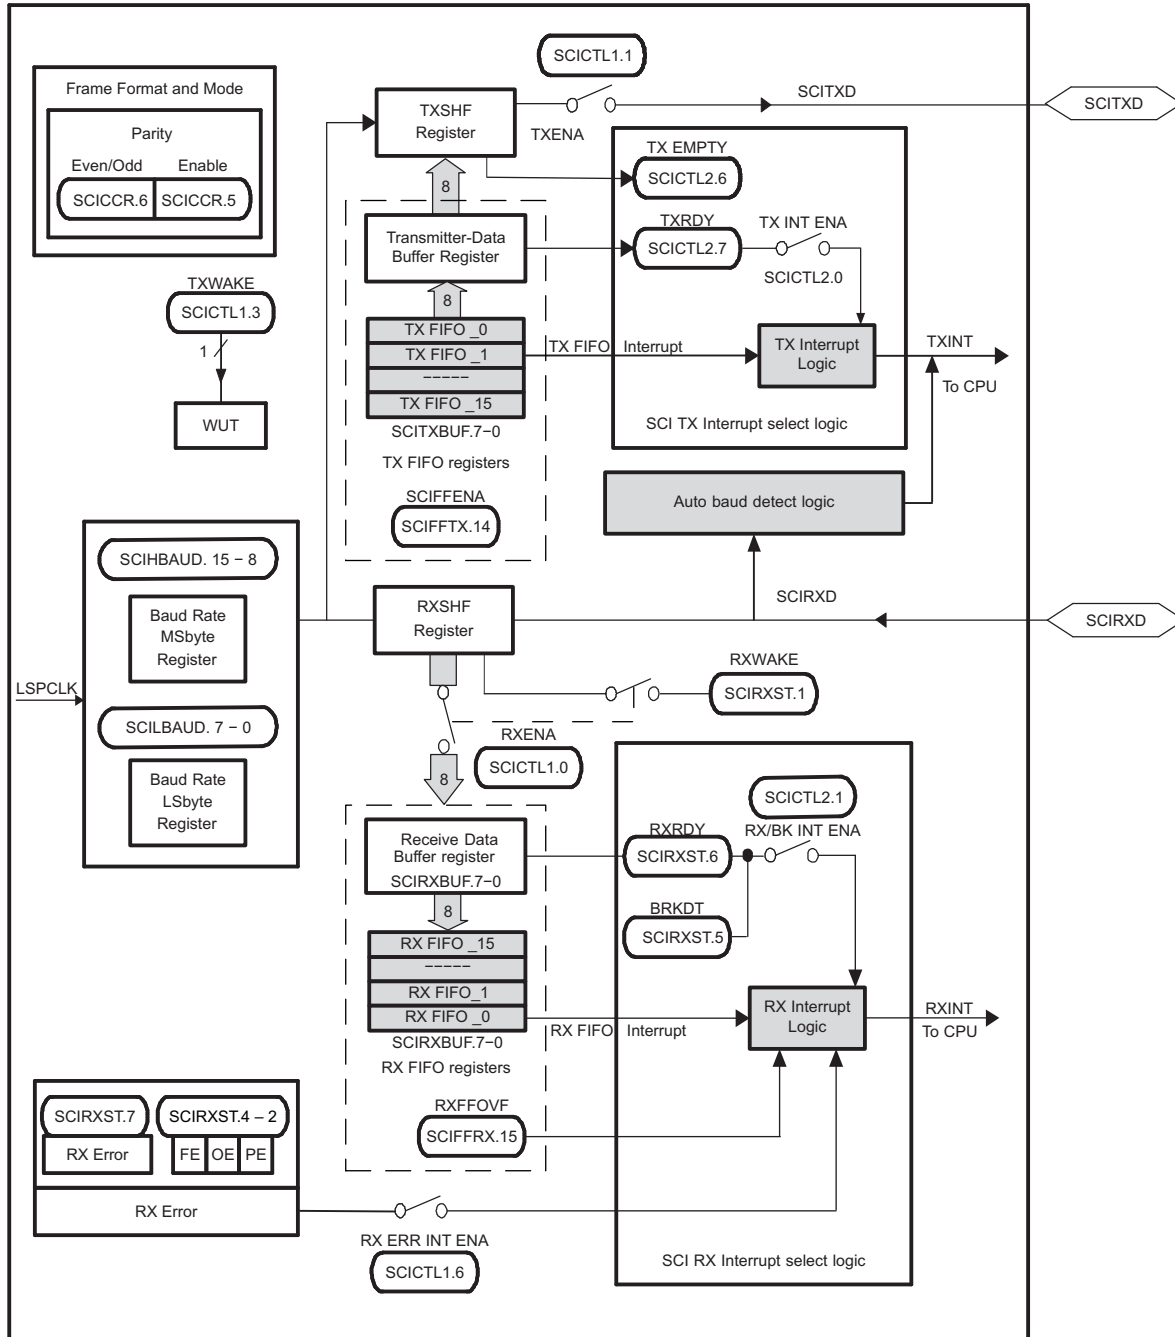 SCICTL1.1
Frame Format and Mode
Parity
Even/Odd Enable
SCICCR.6 SCICCR.5
TXWAKE
SCICTL1.3
1
WUT
TXSHF
Register
TXENA
SCITXD
SCITXD
8
Transmitter-Data
Buffer Register
8
TX FIFO _0
TX FIFO _1
−−−−−
TX FIFO _15
SCITXBUF.7−0
TX FIFO registers
SCIFFENA
SCIFFTX.14
TX EMPTY
SCICTL2.6
TXRDY
SCICTL2.7
TX INT ENA
SCICTL2.0
TX FIFO Interrupt
TX Interrupt
Logic
TXINT
To CPU
SCI TX Interrupt select logic
Auto baud detect logic
SCIHBAUD. 15 − 8
Baud Rate
MSbyte
Register
LSPCLK
SCILBAUD. 7 − 0
Baud Rate
LSbyte
Register
RXSHF
Register
SCIRXD
SCIRXD
RXWAKE
SCIRXST.1
RXENA
SCICTL1.0
8
Receive Data
Buffer register
SCIRXBUF.7−0
8
RX FIFO _15
−−−−−
RX FIFO_1
RX FIFO _0
SCIRXBUF.7−0
RX FIFO registers
RXFFOVF
SCIFFRX.15
SCICTL2.1
RXRDY
RX/BK INT ENA
SCIRXST.6
BRKDT
SCIRXST.5
RX FIFO Interrupt
RX Interrupt
Logic
RXINT
To CPU
SCI RX Interrupt select logic
SCIRXST.7 SCIRXST.4 – 2
RX Error FE OE PE
RX Error
RX ERR INT ENA
SCICTL1.6